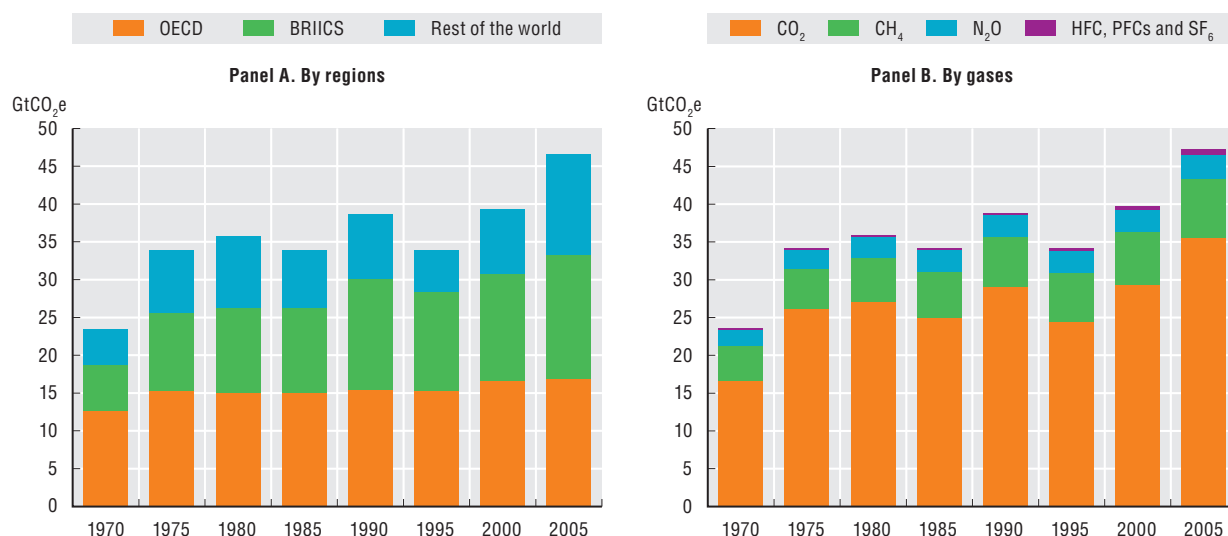 OECD BRIICS Rest of the world
Panel A. By regions
GtCO₂e
50
45
40
35
30
25
20
15
10
5
0
1970 1975 1980 1985 1990 1995 2000 2005
CO₂ CH₄ N₂O HFC, PFCs and SF₆
Panel B. By gases
GtCO₂e
50
45
40
35
30
25
20
15
10
5
0
1970 1975 1980 1985 1990 1995 2000 2005